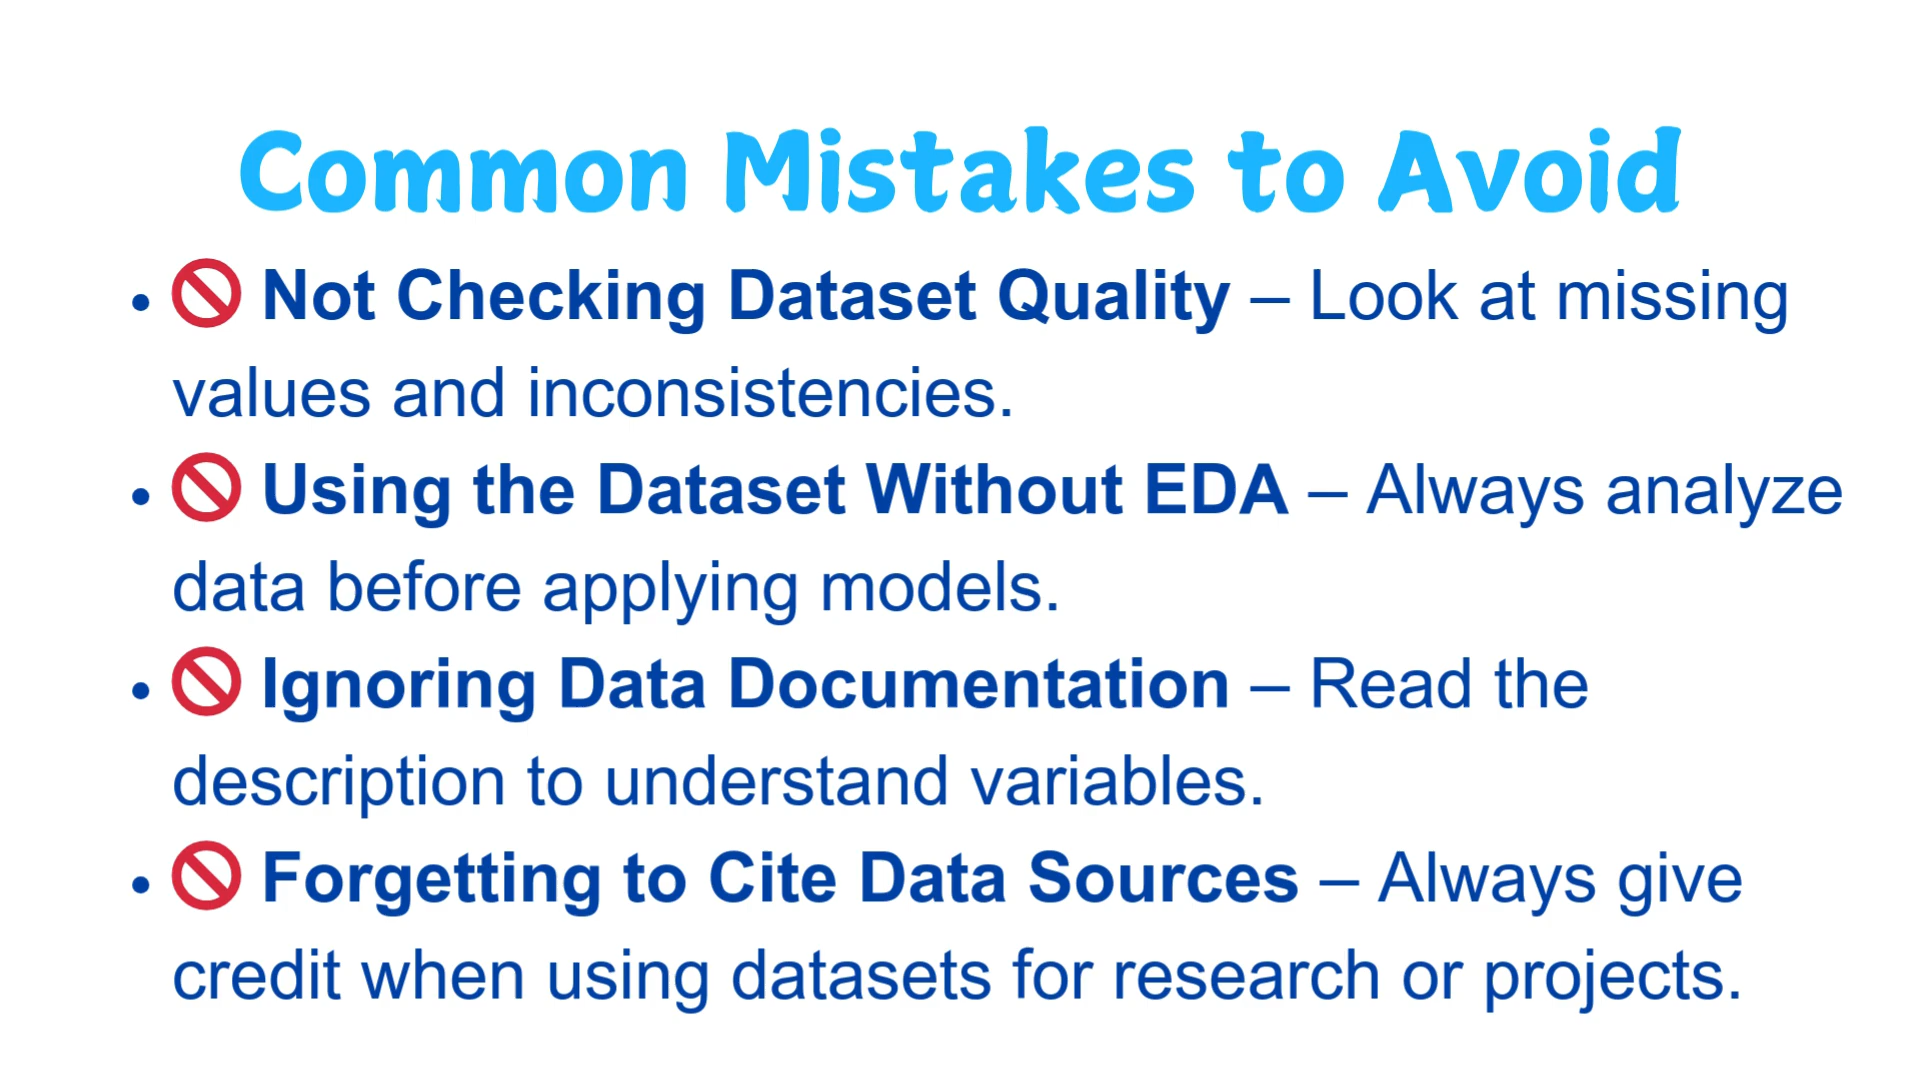 Common Mistakes to Avoid
• 🚫 Not Checking Dataset Quality – Look at missing
values and inconsistencies.
• 🚫 Using the Dataset Without EDA – Always analyze
data before applying models.
• 🚫 Ignoring Data Documentation – Read the
description to understand variables.
• 🚫 Forgetting to Cite Data Sources – Always give
credit when using datasets for research or projects.